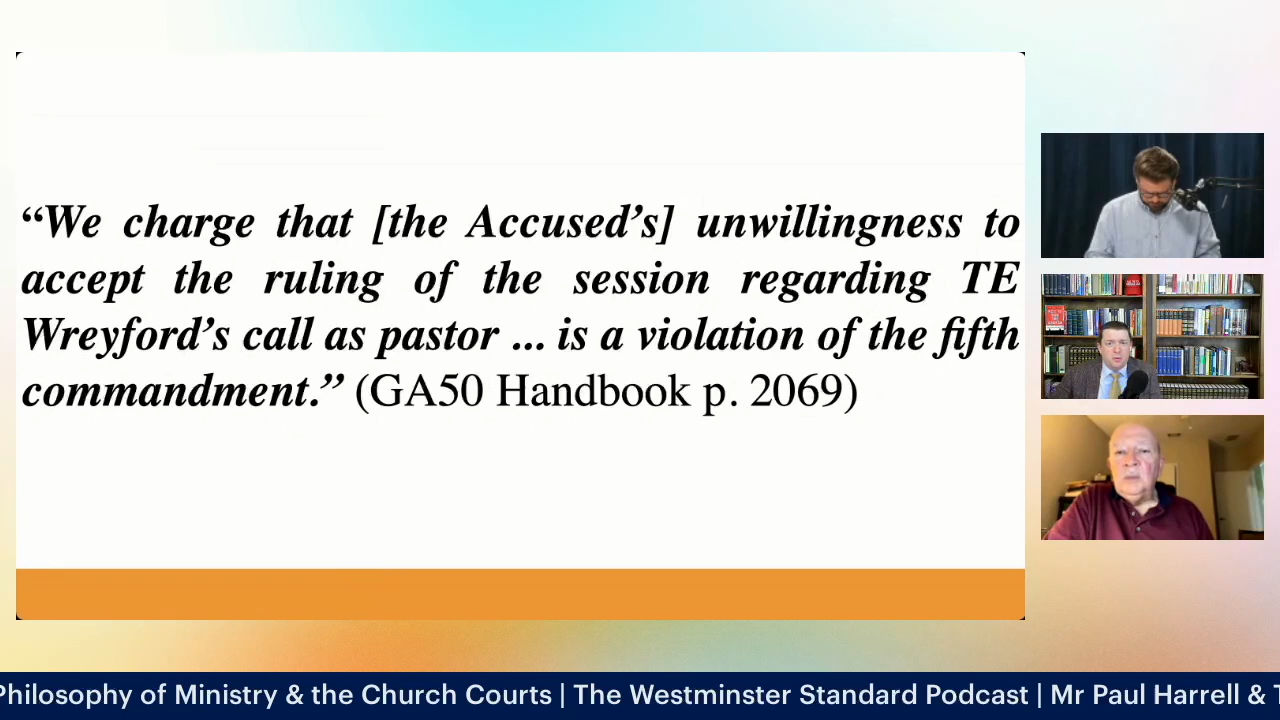 “We charge that [the Accused’s] unwillingness to
accept the ruling of the session regarding TE
Wreyford’s call as pastor ... is a violation of the fifth
commandment.” (GA50 Handbook p. 2069)
Philosophy of Ministry & the Church Courts | The Westminster Standard Podcast | Mr Paul Harrell &